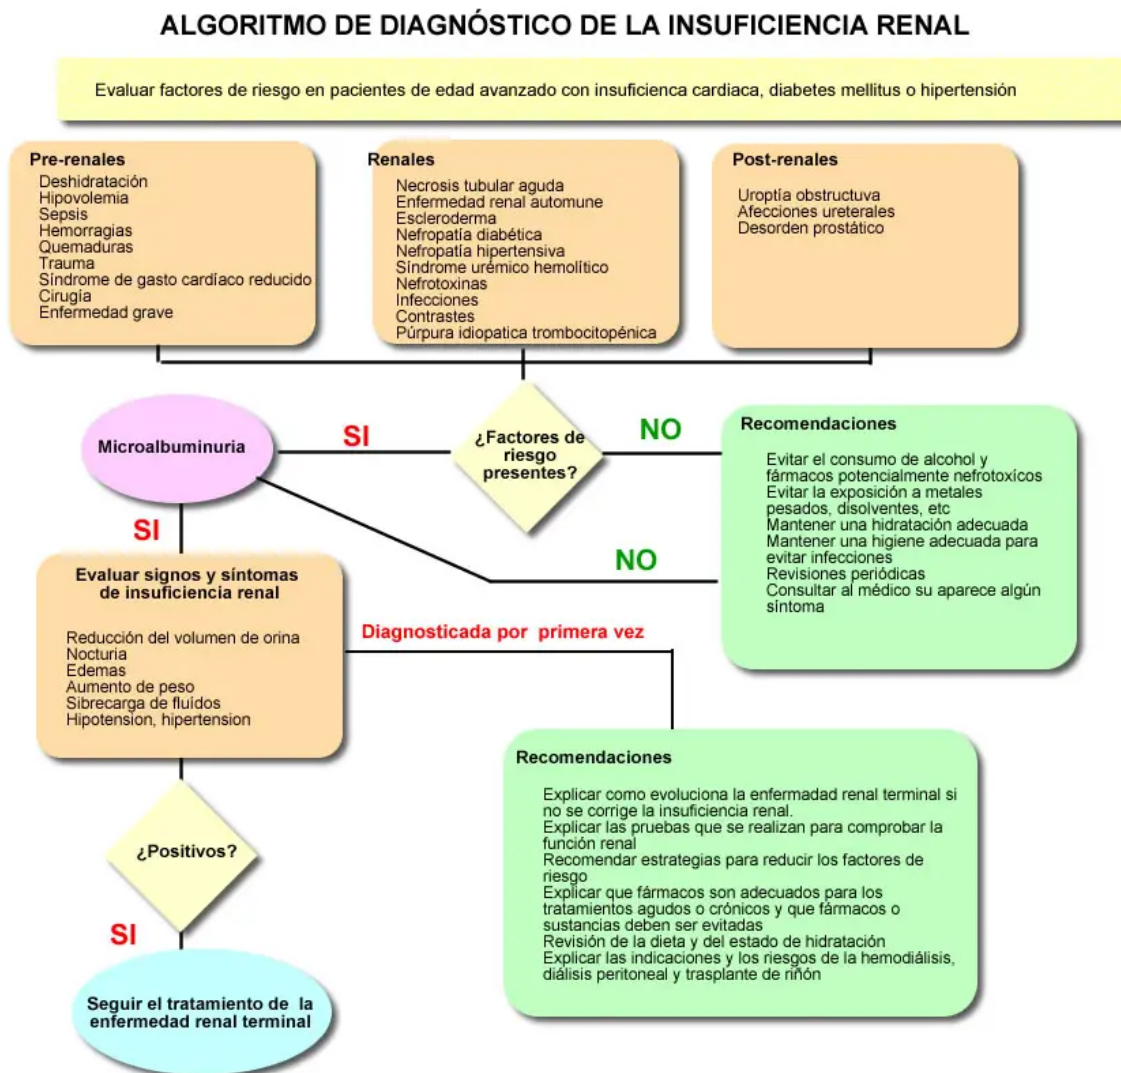 ALGORITMO DE DIAGNÓSTICO DE LA INSUFICIENCIA RENAL
Evaluar factores de riesgo en pacientes de edad avanzado con insuficienca cardiaca, diabetes mellitus o hipertensión
Pre-renales
Deshidratación
Hipovolemia
Sepsis
Hemorragias
Quemaduras
Trauma
Síndrome de gasto cardíaco reducido
Cirugía
Enfermedad grave
Renales
Necrosis tubular aguda
Enfermedad renal automune
Escleroderma
Nefropatía diabética
Nefropatía hipertensiva
Síndrome urémico hemolítico
Nefrotoxinas
Infecciones
Contrastes
Púrpura idiopatica trombocitopénica
Post-renales
Uroptía obstructuva
Afecciones ureterales
Desorden prostático
Microalbuminuria
SI
¿Factores de
riesgo
presentes?
NO
Recomendaciones
Evitar el consumo de alcohol y
fármacos potencialmente nefrotoxícos
Evitar la exposición a metales
pesados, disolventes, etc
Mantener una hidratación adecuada
Mantener una higiene adecuada para
evitar infecciones
Revisiones periódicas
Consultar al médico su aparece algún
síntoma
SI
NO
Evaluar signos y síntomas
de insuficiencia renal
Reducción del volumen de orina
Nocturia
Edemas
Aumento de peso
Sibrecarga de fluídos
Hipotension, hipertension
Diagnosticada por primera vez
Recomendaciones
Explicar como evoluciona la enfermadad renal terminal si
no se corrige la insuficiencia renal.
Explicar las pruebas que se realizan para comprobar la
función renal
Recomendar estrategias para reducir los factores de
riesgo
Explicar que fármacos son adecuados para los
tratamientos agudos o crónicos y que fármacos o
sustancias deben ser evitadas
Revisión de la dieta y del estado de hidratación
Explicar las indicaciones y los riesgos de la hemodiálisis,
diálisis peritoneal y trasplante de riñón
¿Positivos?
SI
Seguir el tratamiento de la
enfermedad renal terminal